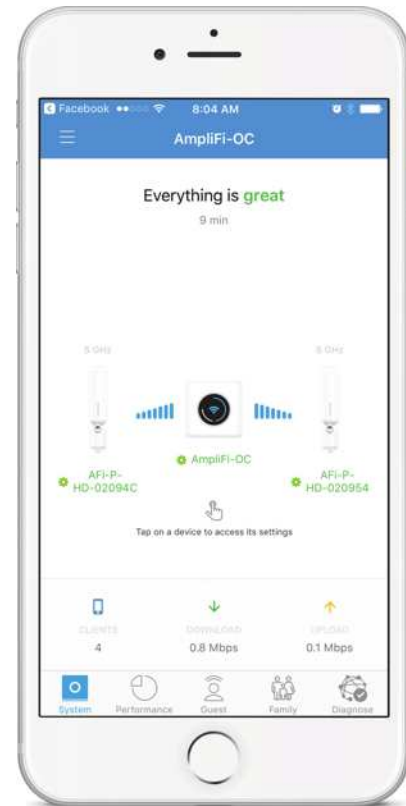 Facebook 8:04 AM
AmpliFi-OC
Everything is great
9 min
5 GHz 5 GHz
AmpliFi-OC
AFi-P-
HD-02094C
AFi-P-
HD-020954
Tap on a device to access its settings
CLIENTS DOWNLOAD UPLOAD
4 0.8 Mbps 0.1 Mbps
System Performance Guest Family Diagnose